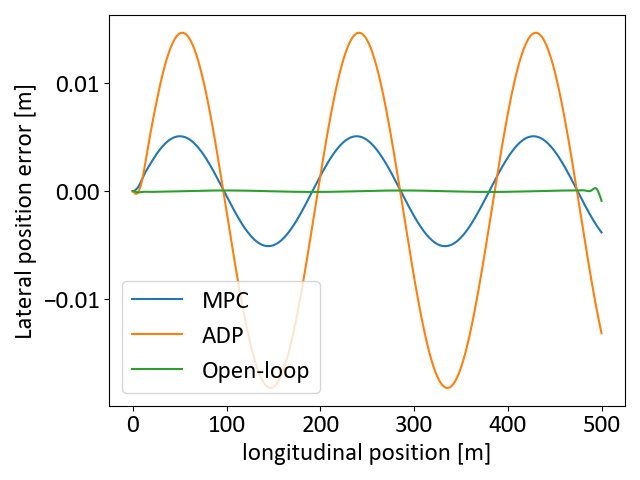 Lateral position error [m]
0.01
0.00
−0.01
MPC
ADP
Open-loop
0 100 200 300 400 500
longitudinal position [m]